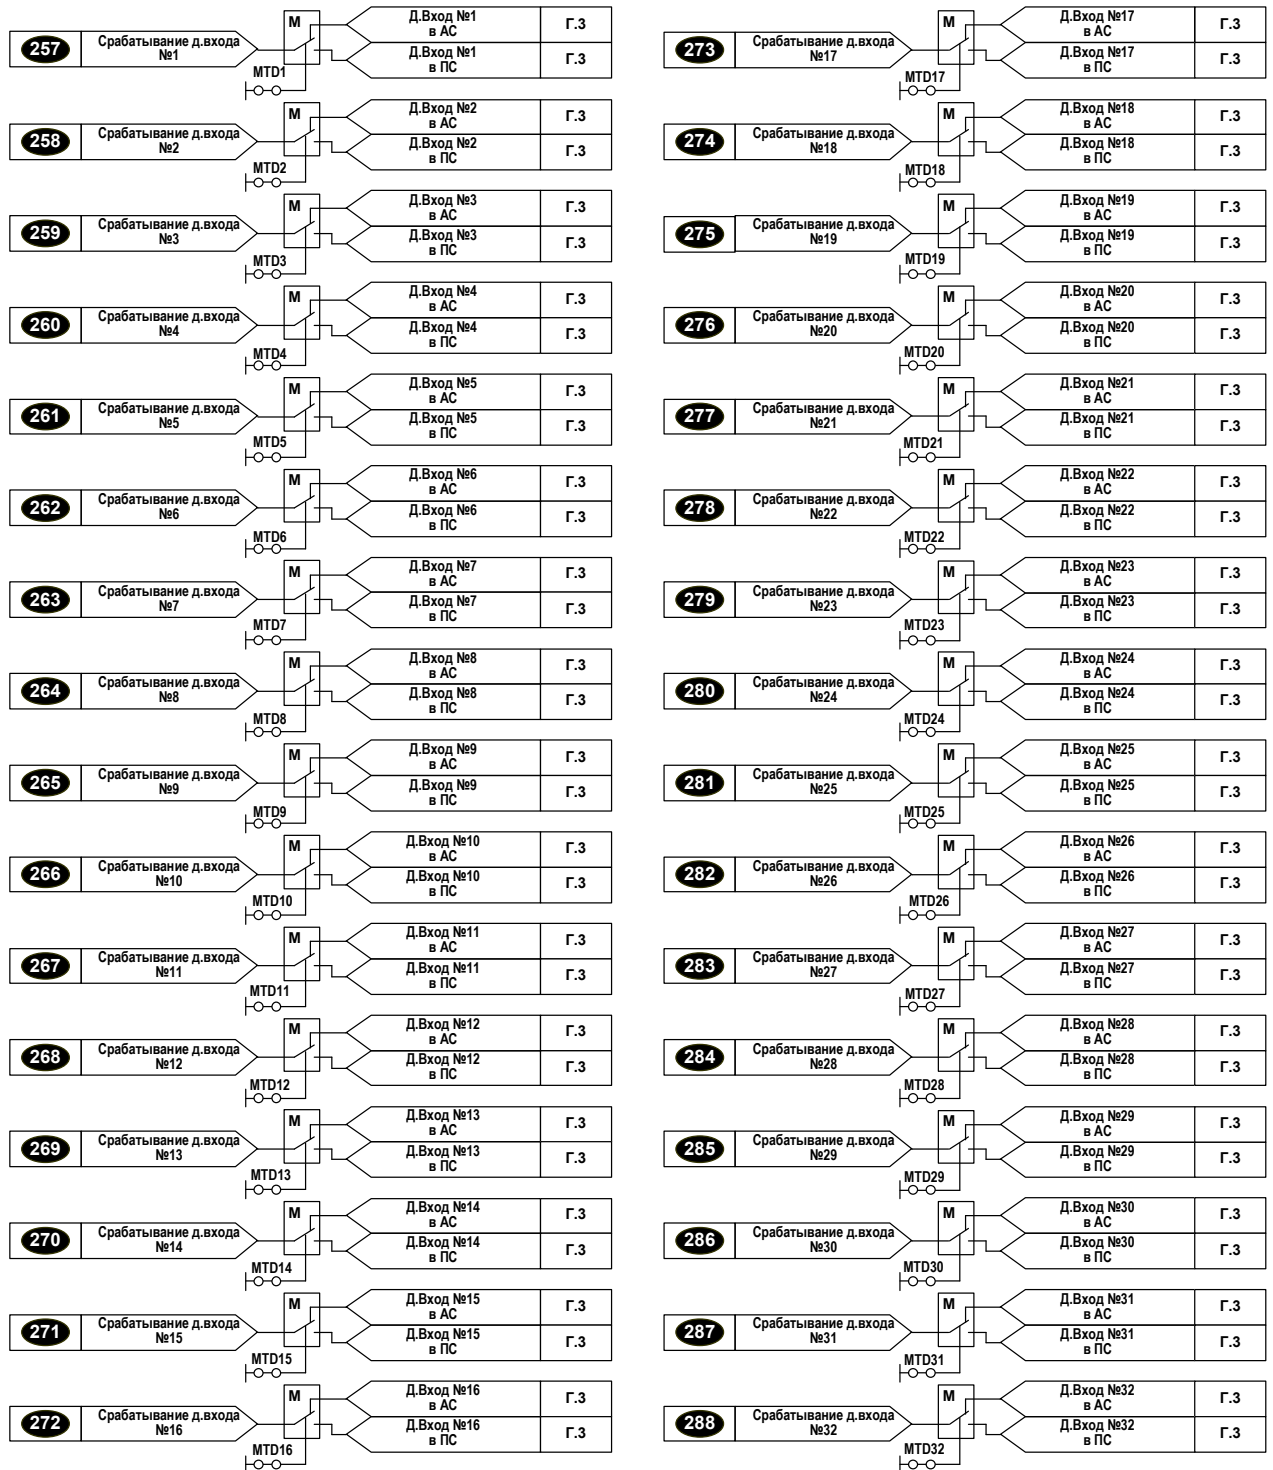 257
Срабатывание д.входа
№1
М
MTD1
Д.Вход №1
в АС
Г.3
Д.Вход №1
в ПС
Г.3
258
Срабатывание д.входа
№2
М
MTD2
Д.Вход №2
в АС
Г.3
Д.Вход №2
в ПС
Г.3
259
Срабатывание д.входа
№3
М
MTD3
Д.Вход №3
в АС
Г.3
Д.Вход №3
в ПС
Г.3
260
Срабатывание д.входа
№4
М
MTD4
Д.Вход №4
в АС
Г.3
Д.Вход №4
в ПС
Г.3
261
Срабатывание д.входа
№5
М
MTD5
Д.Вход №5
в АС
Г.3
Д.Вход №5
в ПС
Г.3
262
Срабатывание д.входа
№6
М
MTD6
Д.Вход №6
в АС
Г.3
Д.Вход №6
в ПС
Г.3
263
Срабатывание д.входа
№7
М
MTD7
Д.Вход №7
в АС
Г.3
Д.Вход №7
в ПС
Г.3
264
Срабатывание д.входа
№8
М
MTD8
Д.Вход №8
в АС
Г.3
Д.Вход №8
в ПС
Г.3
265
Срабатывание д.входа
№9
М
MTD9
Д.Вход №9
в АС
Г.3
Д.Вход №9
в ПС
Г.3
266
Срабатывание д.входа
№10
М
MTD10
Д.Вход №10
в АС
Г.3
Д.Вход №10
в ПС
Г.3
267
Срабатывание д.входа
№11
М
MTD11
Д.Вход №11
в АС
Г.3
Д.Вход №11
в ПС
Г.3
268
Срабатывание д.входа
№12
М
MTD12
Д.Вход №12
в АС
Г.3
Д.Вход №12
в ПС
Г.3
269
Срабатывание д.входа
№13
М
MTD13
Д.Вход №13
в АС
Г.3
Д.Вход №13
в ПС
Г.3
270
Срабатывание д.входа
№14
М
MTD14
Д.Вход №14
в АС
Г.3
Д.Вход №14
в ПС
Г.3
271
Срабатывание д.входа
№15
М
MTD15
Д.Вход №15
в АС
Г.3
Д.Вход №15
в ПС
Г.3
272
Срабатывание д.входа
№16
М
MTD16
Д.Вход №16
в АС
Г.3
Д.Вход №16
в ПС
Г.3
273
Срабатывание д.входа
№17
М
MTD17
Д.Вход №17
в АС
Г.3
Д.Вход №17
в ПС
Г.3
274
Срабатывание д.входа
№18
М
MTD18
Д.Вход №18
в АС
Г.3
Д.Вход №18
в ПС
Г.3
275
Срабатывание д.входа
№19
М
MTD19
Д.Вход №19
в АС
Г.3
Д.Вход №19
в ПС
Г.3
276
Срабатывание д.входа
№20
М
MTD20
Д.Вход №20
в АС
Г.3
Д.Вход №20
в ПС
Г.3
277
Срабатывание д.входа
№21
М
MTD21
Д.Вход №21
в АС
Г.3
Д.Вход №21
в ПС
Г.3
278
Срабатывание д.входа
№22
М
MTD22
Д.Вход №22
в АС
Г.3
Д.Вход №22
в ПС
Г.3
279
Срабатывание д.входа
№23
М
MTD23
Д.Вход №23
в АС
Г.3
Д.Вход №23
в ПС
Г.3
280
Срабатывание д.входа
№24
М
MTD24
Д.Вход №24
в АС
Г.3
Д.Вход №24
в ПС
Г.3
281
Срабатывание д.входа
№25
М
MTD25
Д.Вход №25
в АС
Г.3
Д.Вход №25
в ПС
Г.3
282
Срабатывание д.входа
№26
М
MTD26
Д.Вход №26
в АС
Г.3
Д.Вход №26
в ПС
Г.3
283
Срабатывание д.входа
№27
М
MTD27
Д.Вход №27
в АС
Г.3
Д.Вход №27
в ПС
Г.3
284
Срабатывание д.входа
№28
М
MTD28
Д.Вход №28
в АС
Г.3
Д.Вход №28
в ПС
Г.3
285
Срабатывание д.входа
№29
М
MTD29
Д.Вход №29
в АС
Г.3
Д.Вход №29
в ПС
Г.3
286
Срабатывание д.входа
№30
М
MTD30
Д.Вход №30
в АС
Г.3
Д.Вход №30
в ПС
Г.3
287
Срабатывание д.входа
№31
М
MTD31
Д.Вход №31
в АС
Г.3
Д.Вход №31
в ПС
Г.3
288
Срабатывание д.входа
№32
М
MTD32
Д.Вход №32
в АС
Г.3
Д.Вход №32
в ПС
Г.3